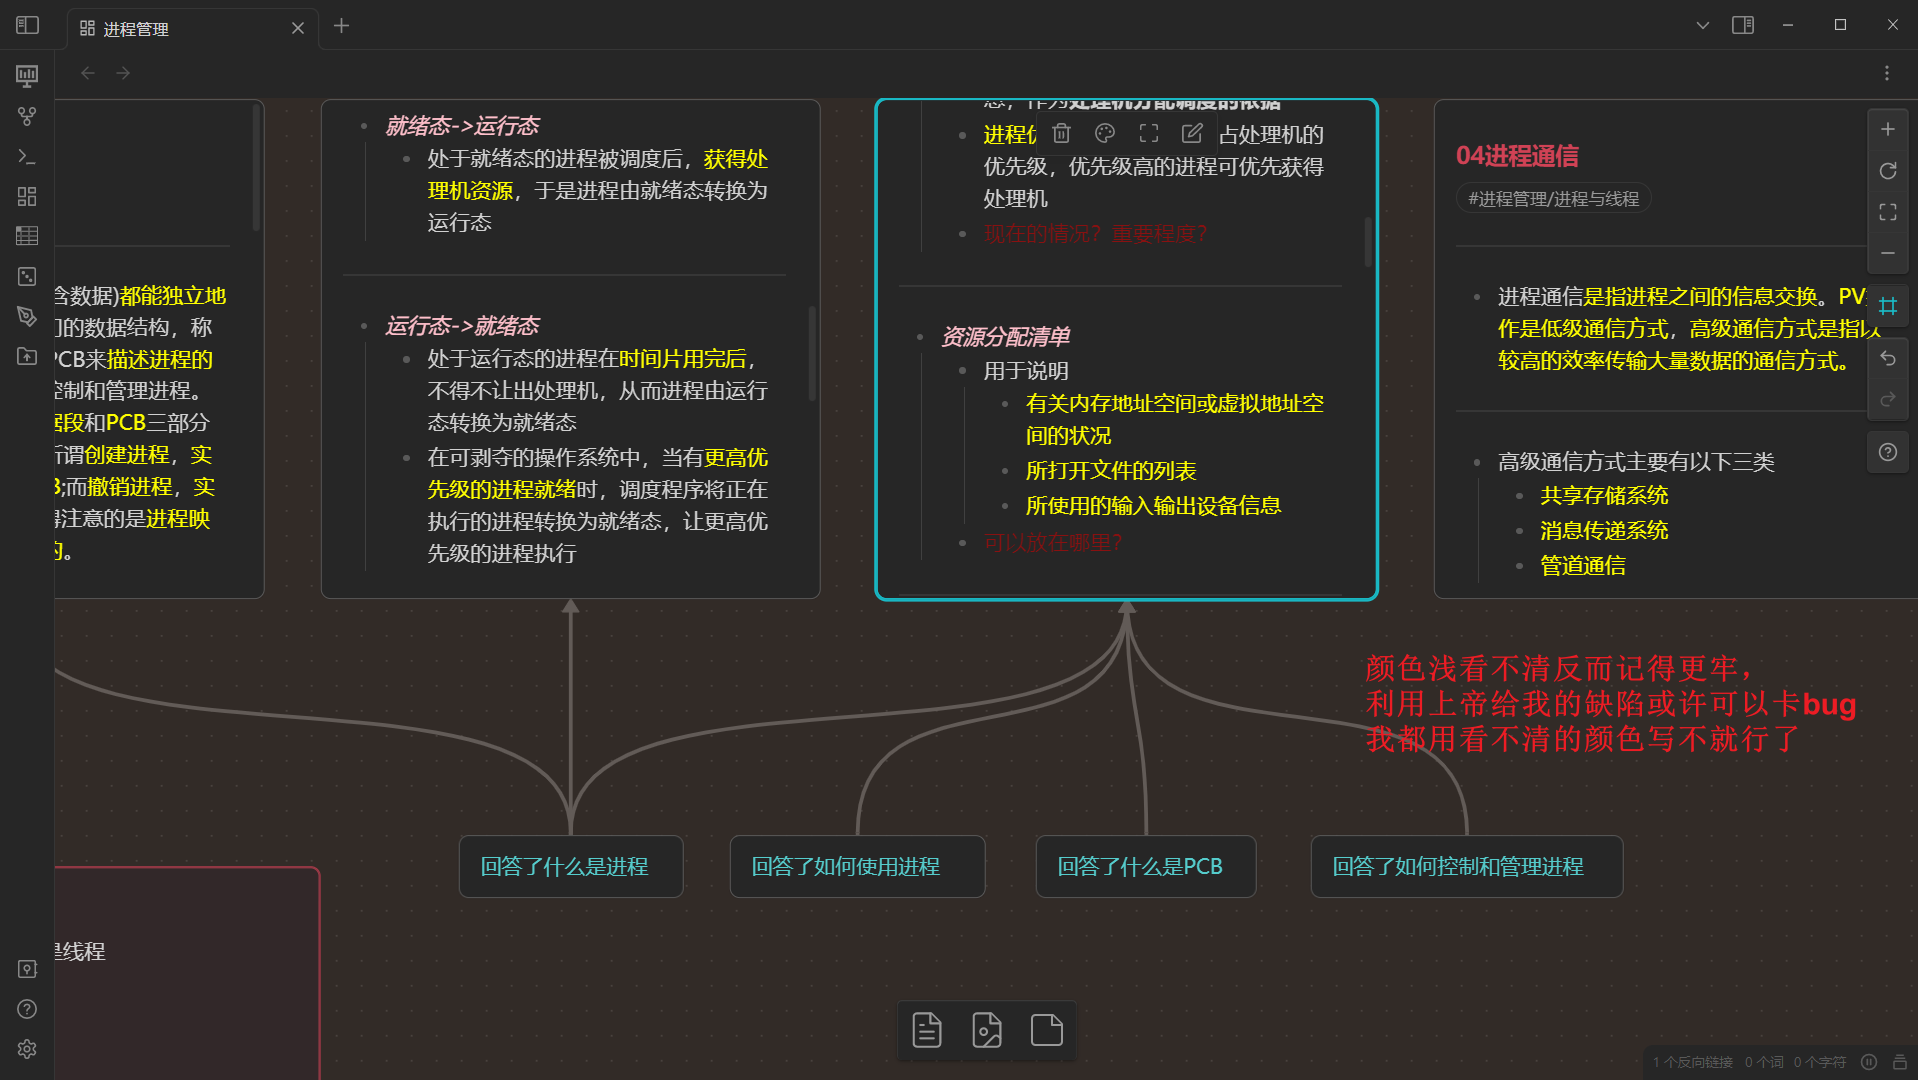 进程管理
含数据)都能独立地
们的数据结构，称
PCB来描述进程的
控制和管理进程。
据段和PCB三部分
所谓创建进程，实
B;而撤销进程，实
得注意的是进程映
的。
就绪态->运行态
处于就绪态的进程被调度后，获得处
理机资源，于是进程由就绪态转换为
运行态
运行态->就绪态
处于运行态的进程在时间片用完后，
不得不让出处理机，从而进程由运行
态转换为就绪态
在可剥夺的操作系统中，当有更高优
先级的进程就绪时，调度程序将正在
执行的进程转换为就绪态，让更高优
先级的进程执行
态，作为处理机分配调度的依据
进程优 占处理机的
优先级，优先级高的进程可优先获得
处理机
现在的情况？重要程度？
资源分配清单
用于说明
有关内存地址空间或虚拟地址空
间的状况
所打开文件的列表
所使用的输入输出设备信息
可以放在哪里？
04进程通信
#进程管理/进程与线程
进程通信是指进程之间的信息交换。PV
作是低级通信方式，高级通信方式是指以
较高的效率传输大量数据的通信方式。
高级通信方式主要有以下三类
共享存储系统
消息传递系统
管道通信
颜色浅看不清反而记得更牢，
利用上帝给我的缺陷或许可以卡bug
我都用看不清的颜色写不就行了
回答了什么是进程
回答了如何使用进程
回答了什么是PCB
回答了如何控制和管理进程
是线程
1 个反向链接 0 个词 0 个字符